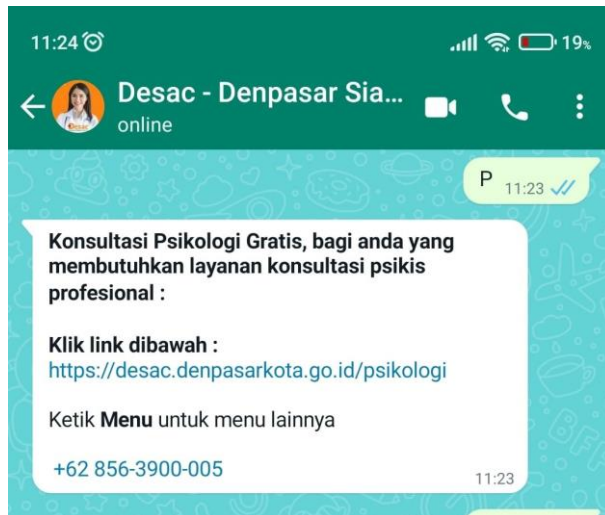 11:24
19%
Desac - Denpasar Sia...
online
P 11:23
Konsultasi Psikologi Gratis, bagi anda yang
membutuhkan layanan konsultasi psikis
profesional :
Klik link dibawah :
https://desac.denpasarkota.go.id/psikologi
Ketik Menu untuk menu lainnya
+62 856-3900-005
11:23